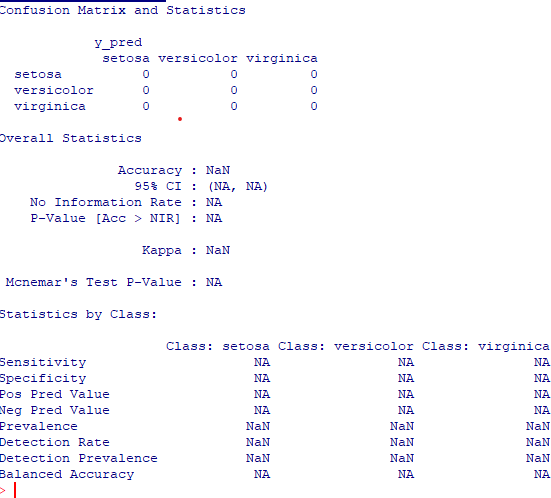 Confusion Matrix and Statistics
y_pred
setosa versicolor virginica
setosa 0 0 0
versicolor 0 0 0
virginica 0 0 0
Overall Statistics
Accuracy : NaN
95% CI : (NA, NA)
No Information Rate : NA
P-Value [Acc > NIR] : NA
Kappa : NaN
Mcnemar's Test P-Value : NA
Statistics by Class:
Class: setosa Class: versicolor Class: virginica
Sensitivity NA NA NA
Specificity NA NA NA
Pos Pred Value NA NA NA
Neg Pred Value NA NA NA
Prevalence NaN NaN NaN
Detection Rate NaN NaN NaN
Detection Prevalence NaN NaN NaN
Balanced Accuracy NA NA NA
>